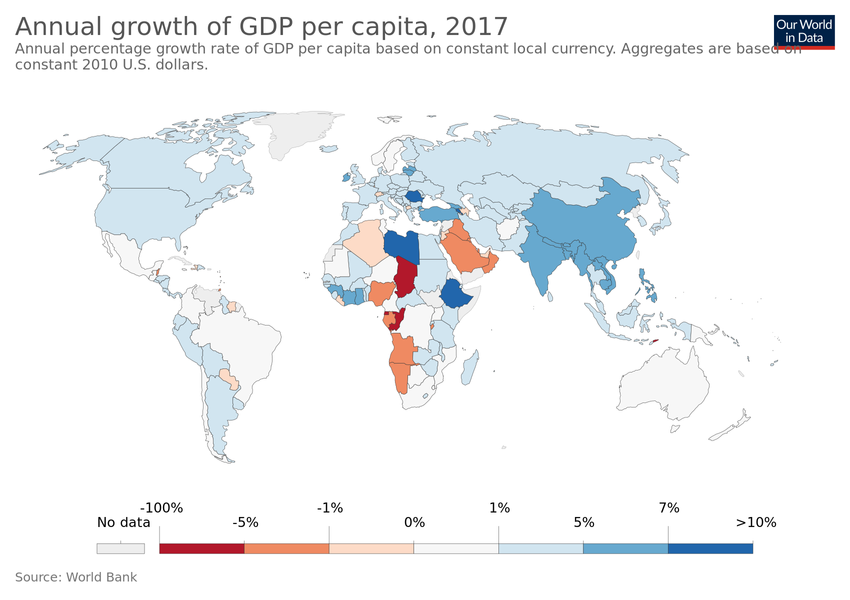 Annual growth of GDP per capita, 2017
Our World
in Data
Annual percentage growth rate of GDP per capita based on constant local currency. Aggregates are based on
constant 2010 U.S. dollars.
-100% -1% 1% 7%
No data -5% 0% 5% >10%
Source: World Bank